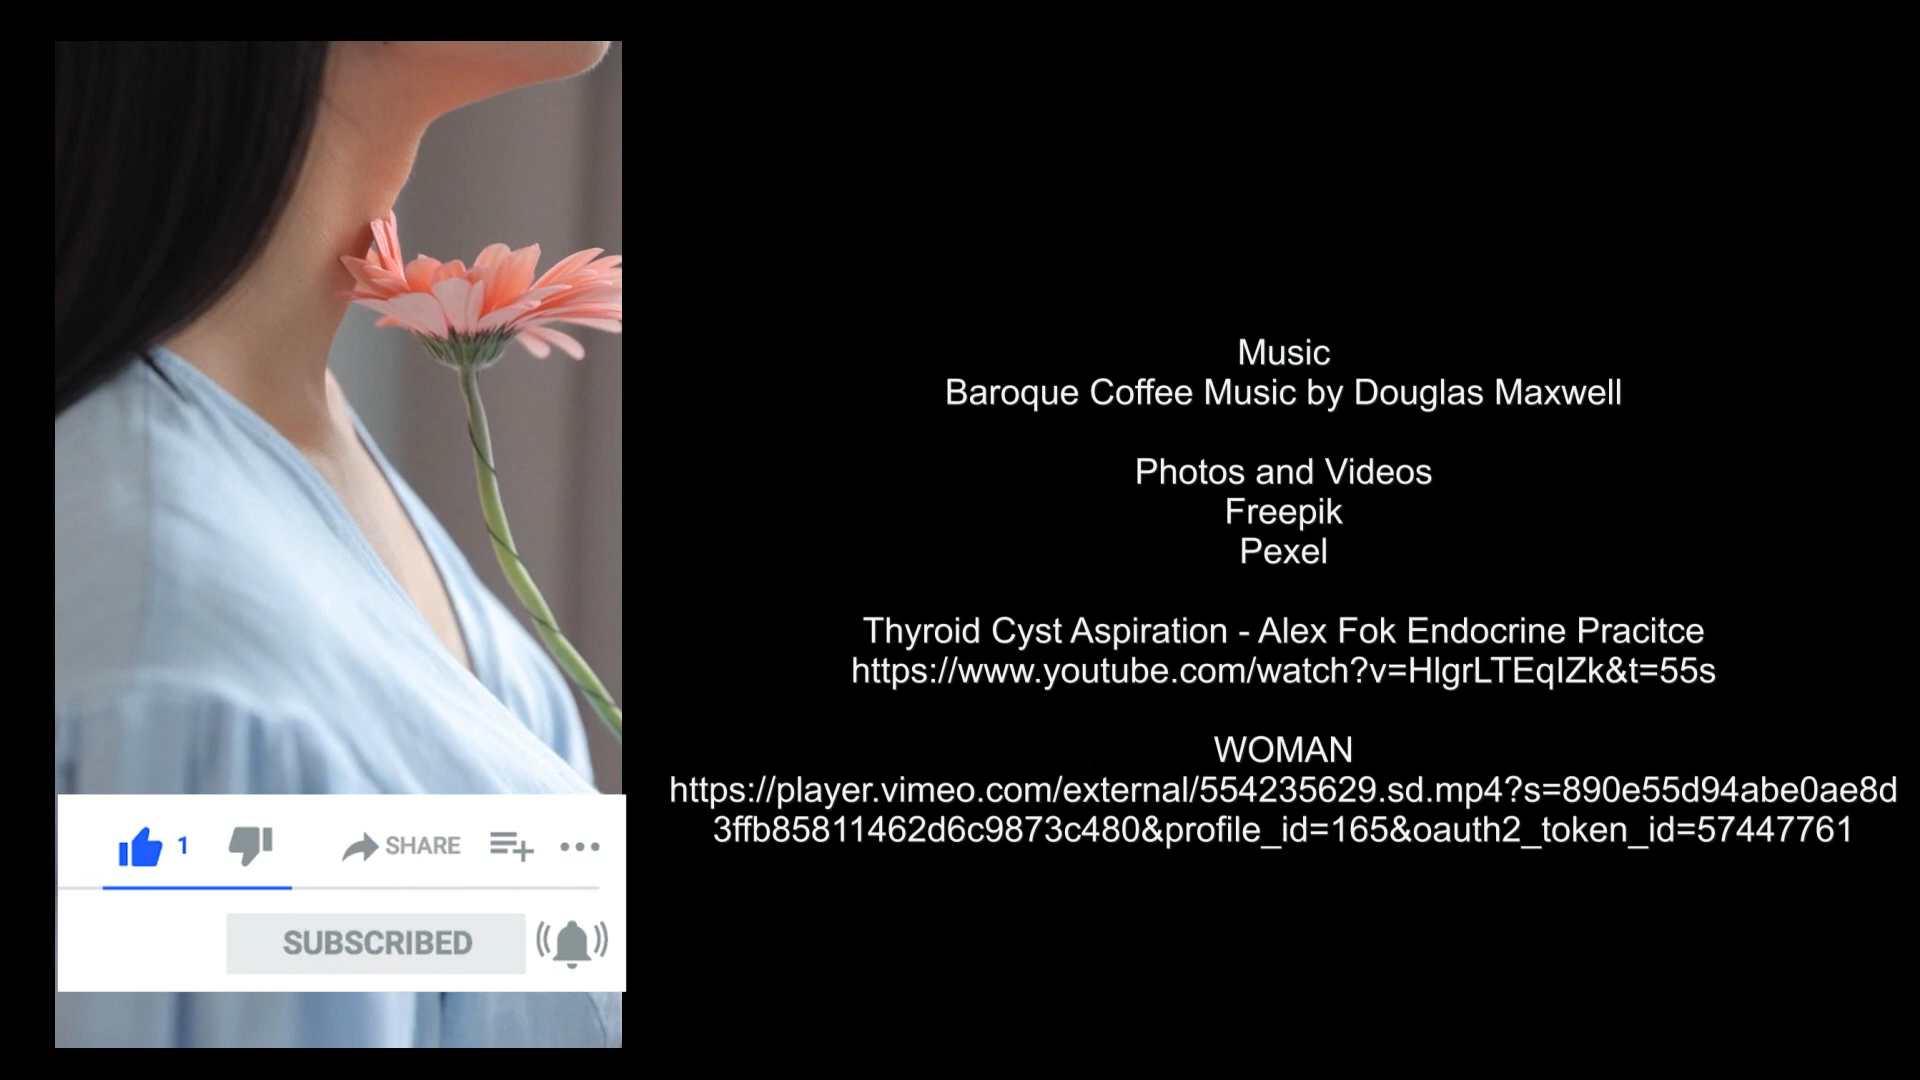 Music
Baroque Coffee Music by Douglas Maxwell
Photos and Videos
Freepik
Pexel
Thyroid Cyst Aspiration - Alex Fok Endocrine Pracitce
https://www.youtube.com/watch?v=HlgrLTEqIZk&t=55s
WOMAN
https://player.vimeo.com/external/554235629.sd.mp4?s=890e55d94abe0ae8d
3ffb85811462d6c9873c480&profile_id=165&oauth2_token_id=57447761
1
SHARE
SUBSCRIBED